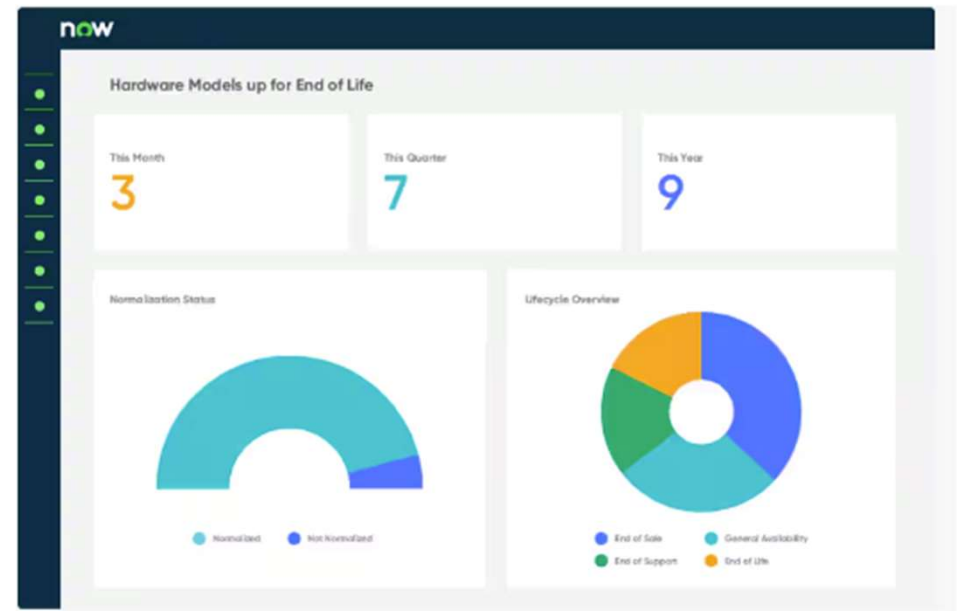 now
Hardware Models up for End of Life
This Month
3
This Quarter
7
This Year
9
Normalization Status
Normalized
Not Normalized
Lifecycle Overview
End of Sale
General Availability
End of Support
End of Life